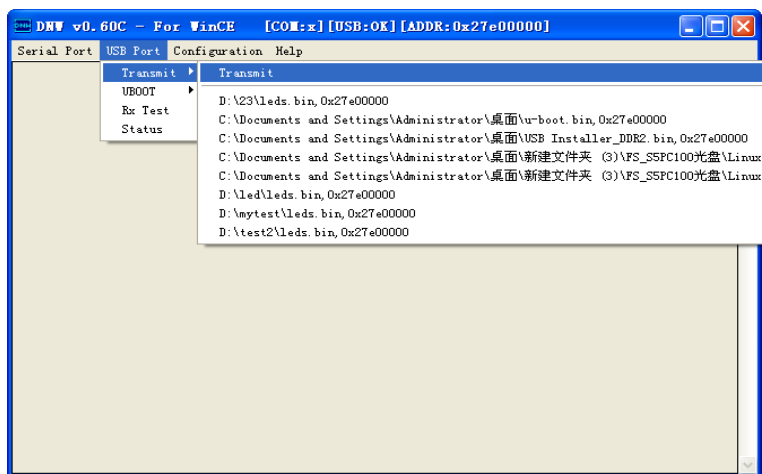 DNW v0.60C - For WinCE [COM:x][USB:OK][ADDR:0x27e00000]
Serial Port USB Port Configuration Help
Transmit
UBOOT
Rx Test
Status
Transmit
D:\23\leds.bin,0x27e00000
C:\Documents and Settings\Administrator\桌面\u-boot.bin,0x27e00000
C:\Documents and Settings\Administrator\桌面\USB Installer_DDR2.bin,0x27e00000
C:\Documents and Settings\Administrator\桌面\新建文件夹 (3)\FS_S5PC100光盘\Linux
C:\Documents and Settings\Administrator\桌面\新建文件夹 (3)\FS_S5PC100光盘\Linux
D:\led\leds.bin,0x27e00000
D:\mytest\leds.bin,0x27e00000
D:\test2\leds.bin,0x27e00000